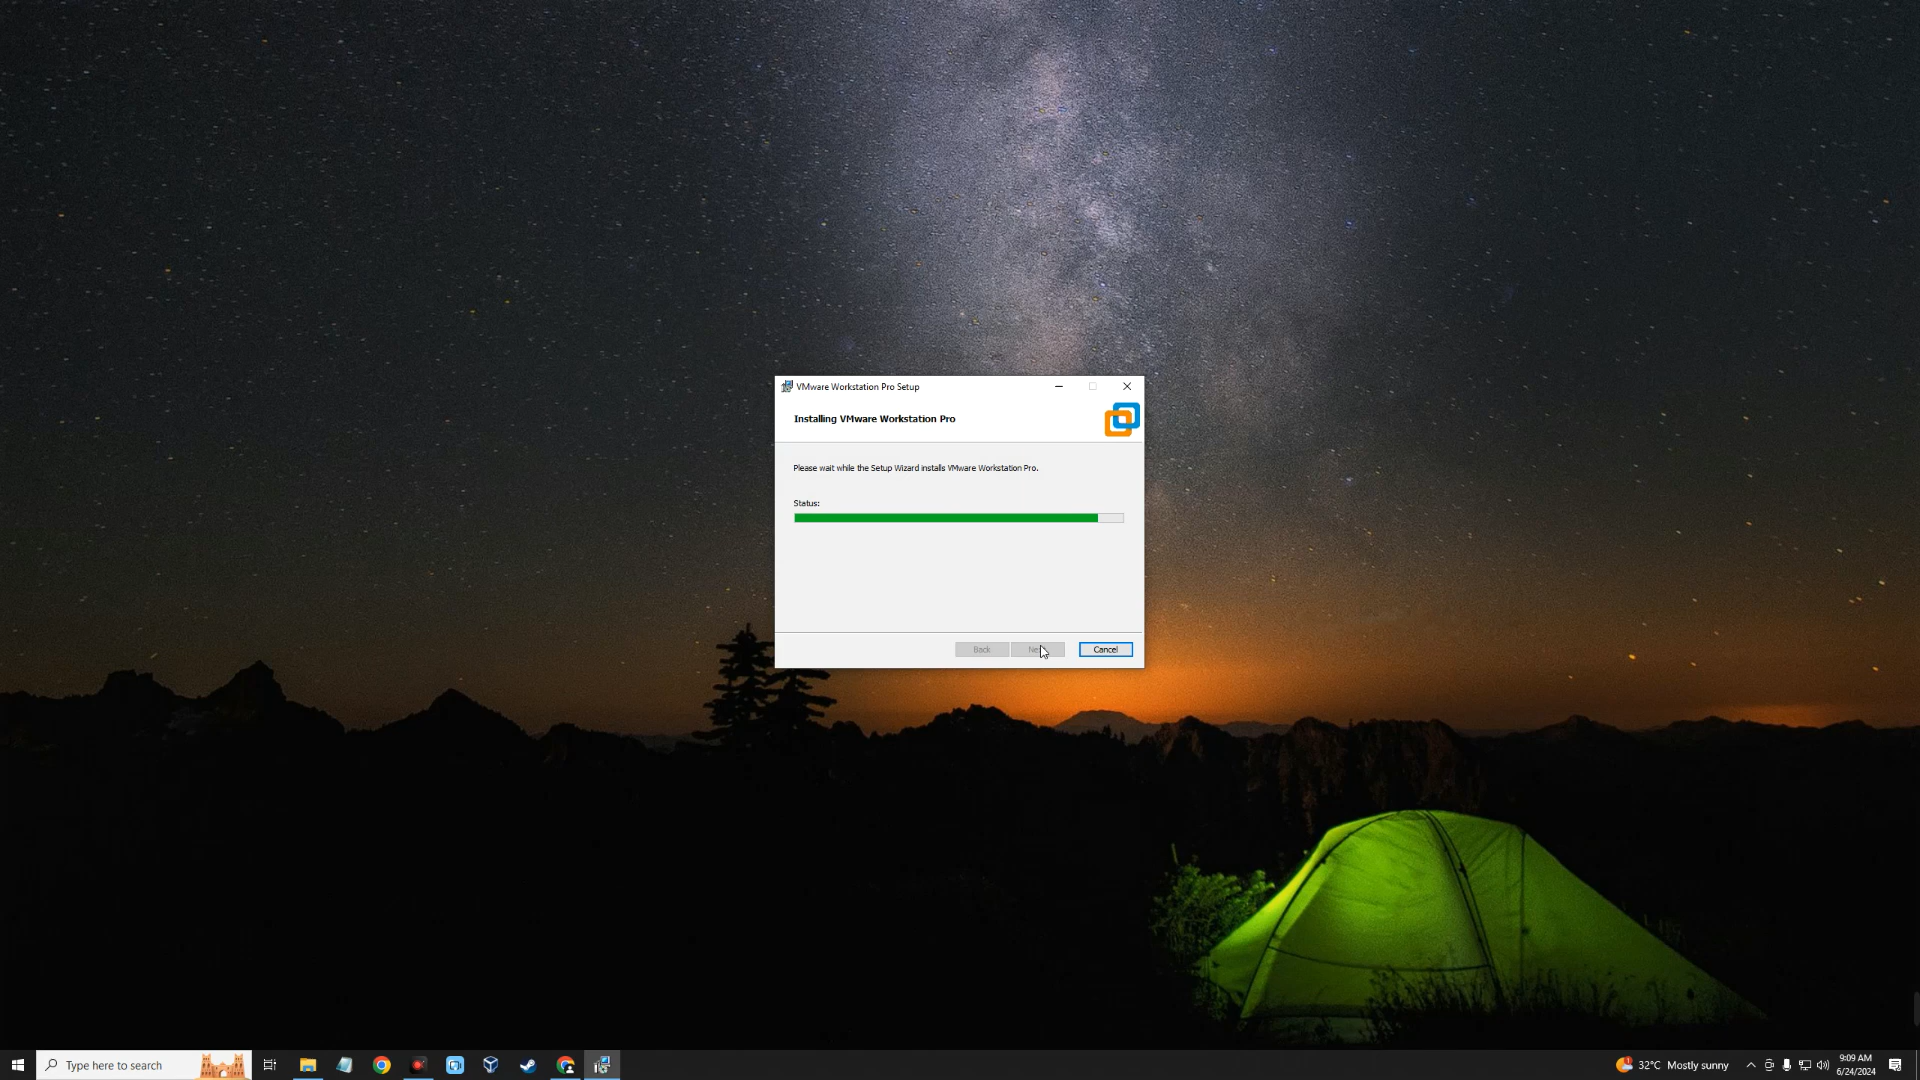 VMware Workstation Pro Setup
Installing VMware Workstation Pro
Please wait while the Setup Wizard installs VMware Workstation Pro.
Status:
Back
Cancel
Type here to search
32°C Mostly sunny
9:09 AM
6/24/2024